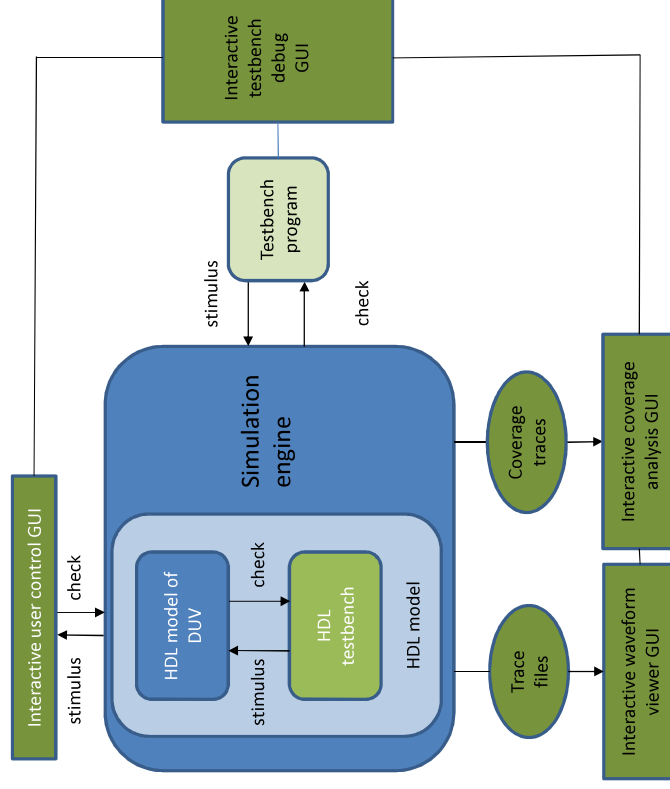 Interactive user control GUI
stimulus
check
HDL model of
DUV
stimulus
check
HDL
testbench
HDL model
Simulation
engine
stimulus
check
Testbench
program
Interactive
testbench
debug
GUI
Trace
files
Coverage
traces
Interactive waveform
viewer GUI
Interactive coverage
analysis GUI